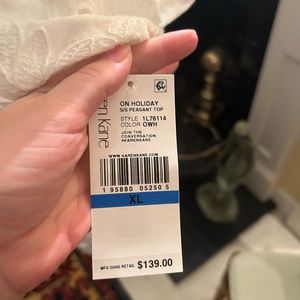 ren Kane
ON HOLIDAY
S/S PEASANT TOP
STYLE 1L76114
COLOR OWH
JOIN THE
CONVERSATION
#KARENKANE
WWW.KARENKANE.COM
1 95880 05250 5
XL
MFG SUGG RETAIL $139.00